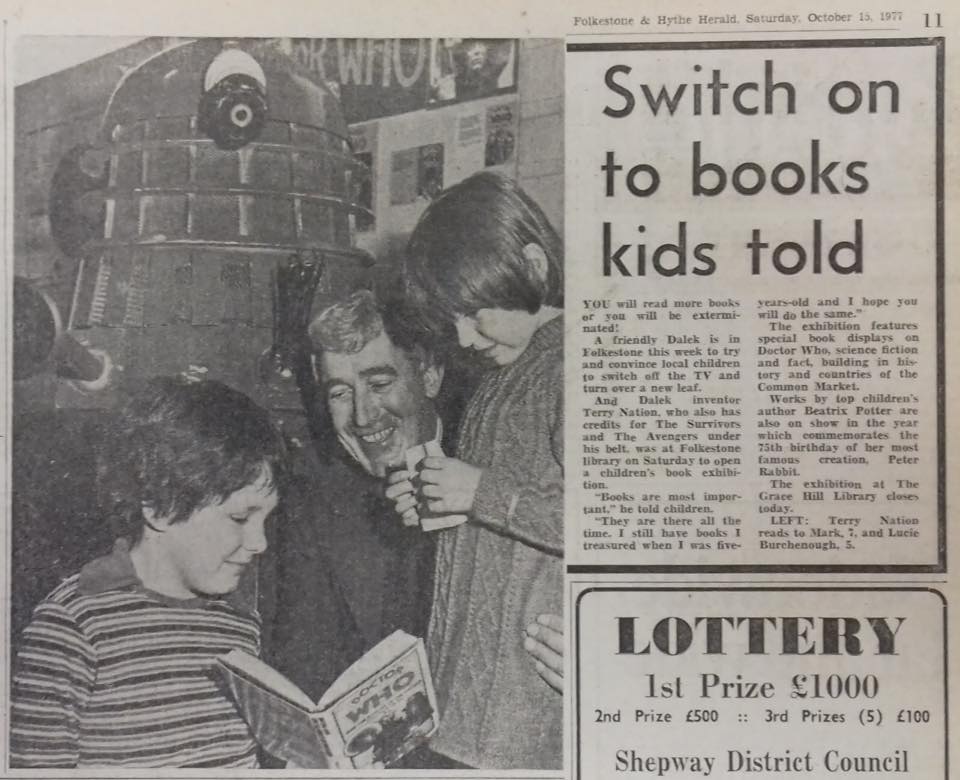 Folkestone & Hythe Herald, Saturday, October 15, 1977 11
OR WHO
DOCTOR
WHO
Switch on
to books
kids told
YOU will read more books
or you will be extermi-
nated!
A friendly Dalek is in
Folkestone this week to try
and convince local children
to switch off the TV and
turn over a new leaf.
And Dalek inventor
Terry Nation, who also has
credits for The Survivors
and The Avengers under
his belt, was at Folkestone
library on Saturday to open
a children's book exhibi-
tion.
"Books are most impor-
tant," he told children.
"They are there all the
time. I still have books I
treasured when I was five-
years-old and I hope you
will do the same."
The exhibition features
special book displays on
Doctor Who, science fiction
and fact, building in his-
tory and countries of the
Common Market.
Works by top children's
author Beatrix Potter are
also on show in the year
which commemorates the
75th birthday of her most
famous creation, Peter
Rabbit.
The exhibition at The
Grace Hill Library closes
today.
LEFT: Terry Nation
reads to Mark, 7, and Lucie
Burchenough, 5.
LOTTERY
1st Prize £1000
2nd Prize £500 :: 3rd Prizes (5) £100
Shepway District Council